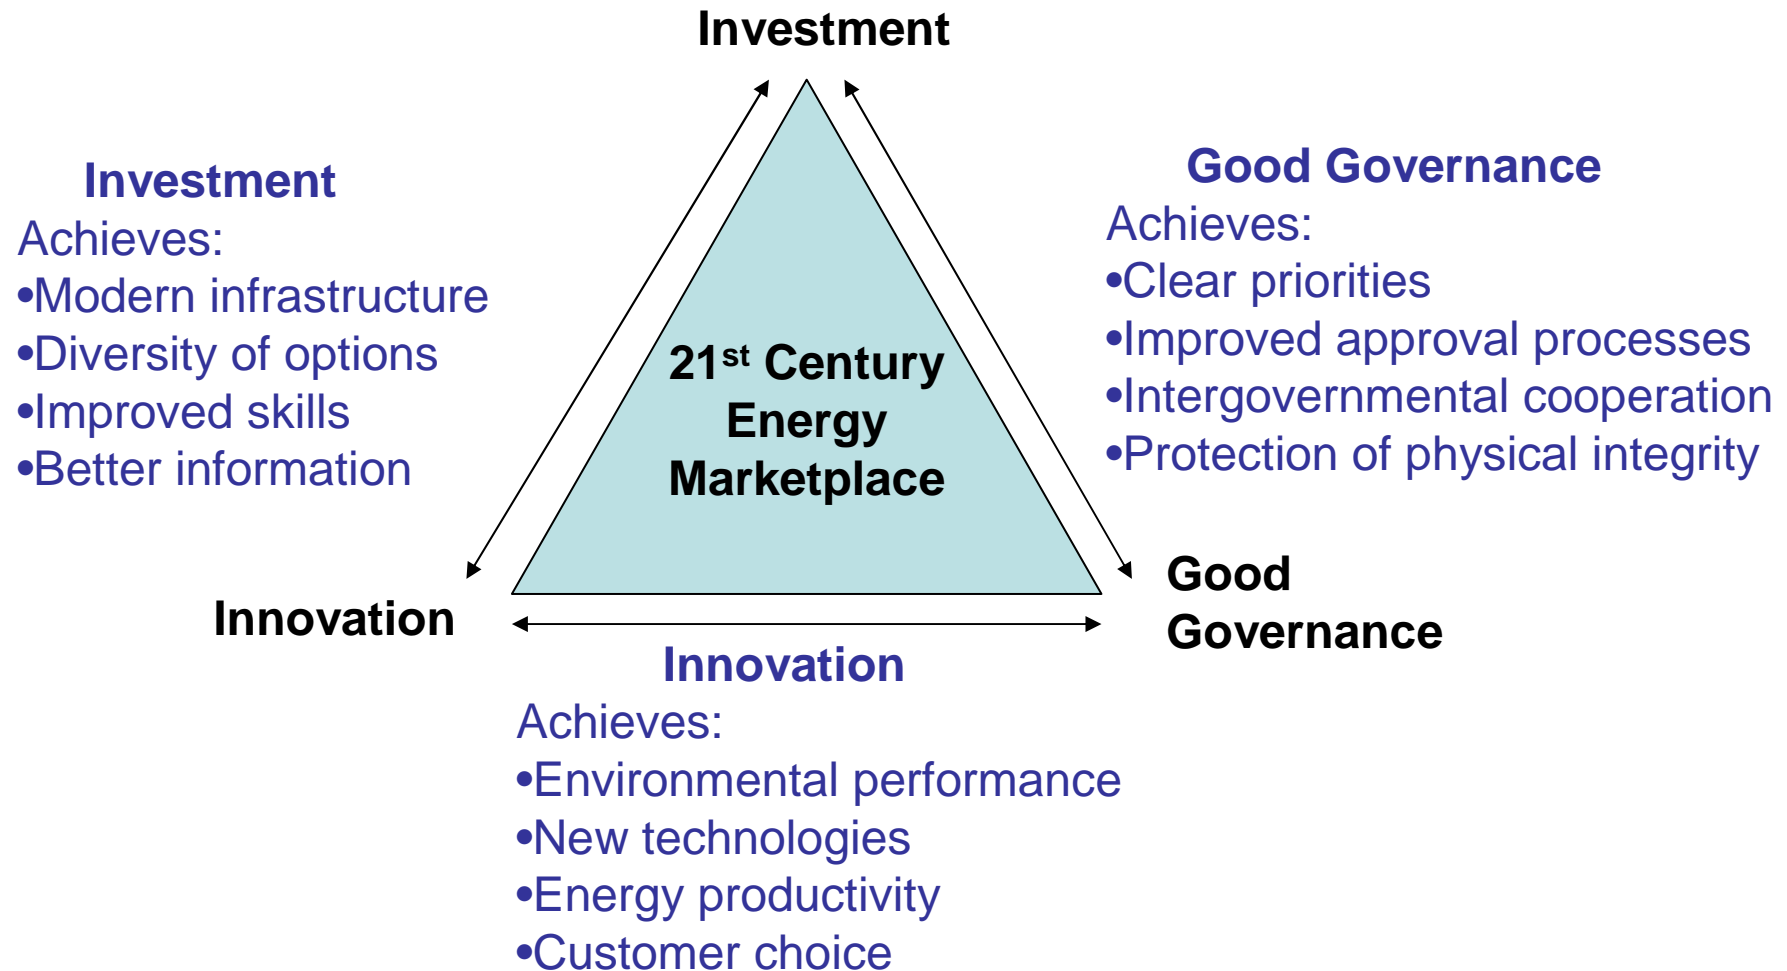 Investment
Investment
Achieves:
•Modern infrastructure
•Diversity of options
•Improved skills
•Better information
21st Century
Energy
Marketplace
Good Governance
Achieves:
•Clear priorities
•Improved approval processes
•Intergovernmental cooperation
•Protection of physical integrity
Innovation
Good
Governance
Innovation
Achieves:
•Environmental performance
•New technologies
•Energy productivity
•Customer choice